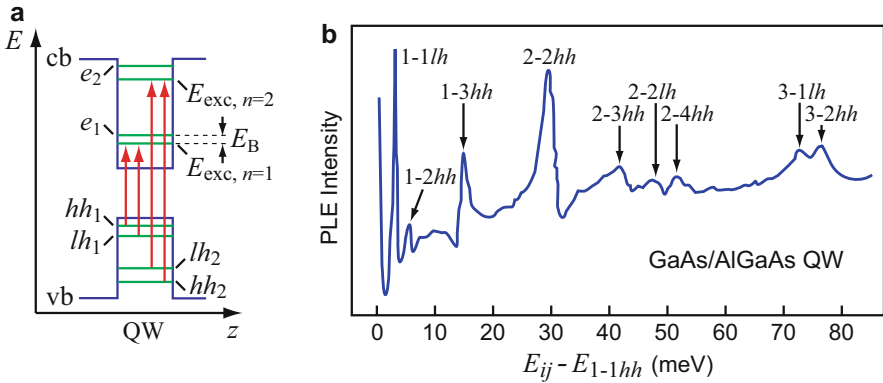 a
E
cb
e2
Eexc, n=2
e1
EB
Eexc, n=1
hh1
lh1
lh2
hh2
vb
QW
z
b
PLE Intensity
1-1lh
1-2hh
1-3hh
2-2hh
2-3hh
2-2lh
2-4hh
3-1lh
3-2hh
GaAs/AlGaAs QW
0 10 20 30 40 50 60 70 80
Eij - E1-1hh (meV)